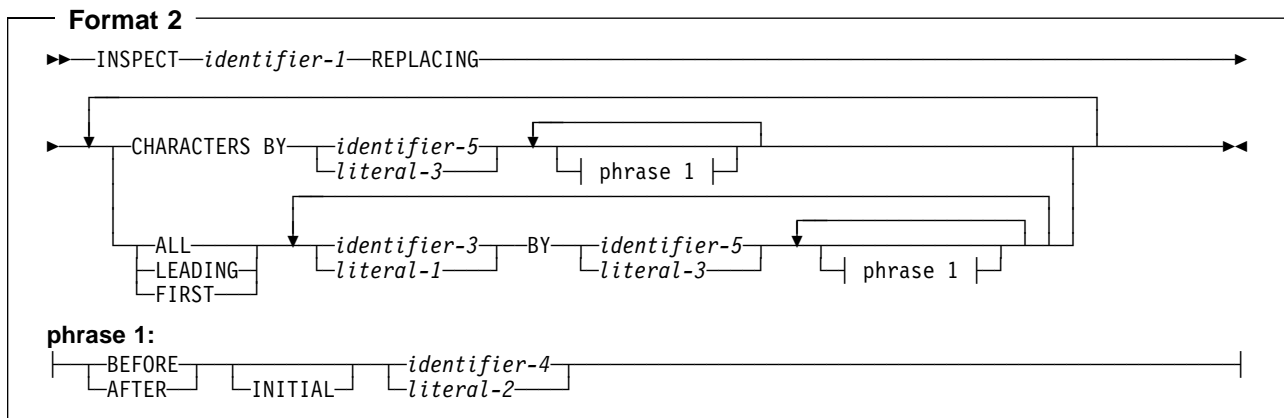 Format 2
INSPECT identifier-1 REPLACING
CHARACTERS BY identifier-5
literal-3
phrase 1
ALL identifier-3 BY identifier-5
LEADING literal-1 literal-3 phrase 1
FIRST
phrase 1:
BEFORE identifier-4
AFTER INITIAL literal-2